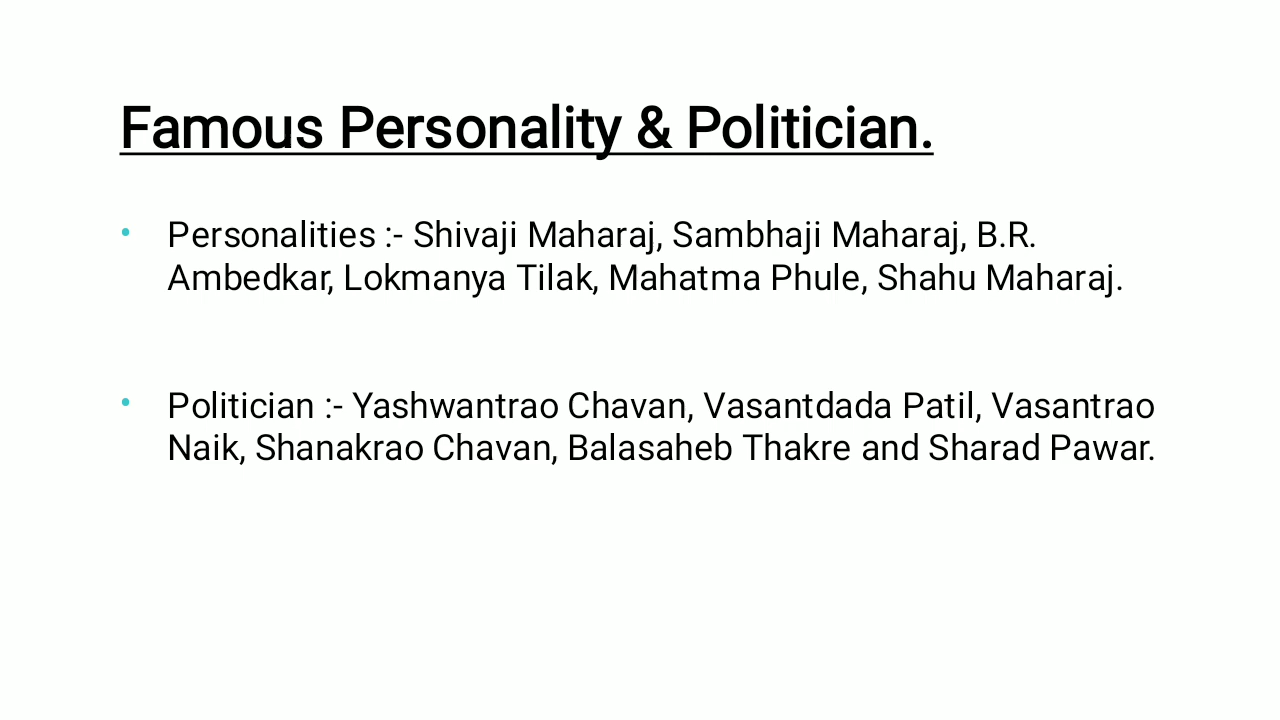 Famous Personality & Politician.
• Personalities :- Shivaji Maharaj, Sambhaji Maharaj, B.R.
Ambedkar, Lokmanya Tilak, Mahatma Phule, Shahu Maharaj.
• Politician :- Yashwantrao Chavan, Vasantdada Patil, Vasantrao
Naik, Shanakrao Chavan, Balasaheb Thakre and Sharad Pawar.